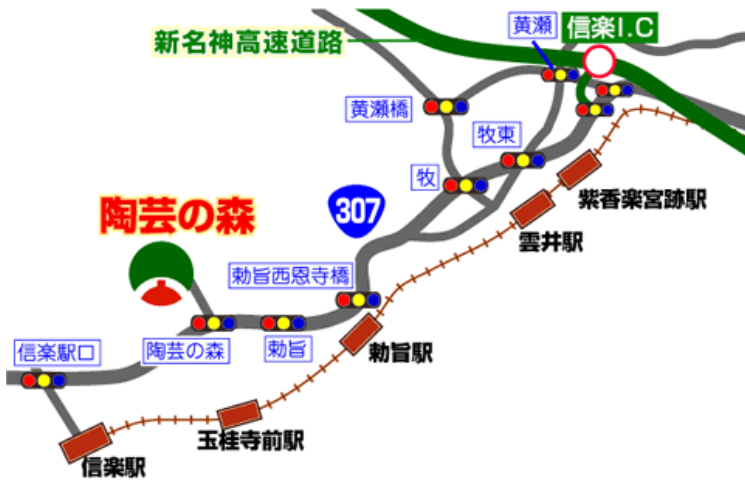 黄瀬
信楽I.C
新名神高速道路
黄瀬橋
牧東
牧
紫香楽宮跡駅
307
陶芸の森
雲井駅
勅旨西恩寺橋
信楽駅口
陶芸の森
勅旨
勅旨駅
玉桂寺前駅
信楽駅